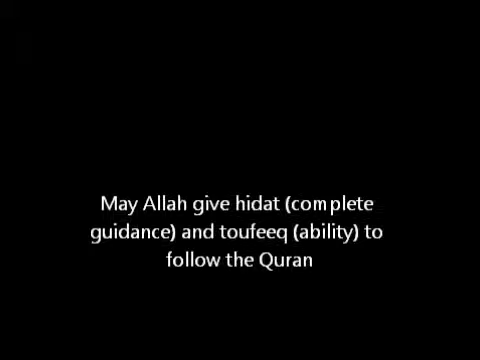 May Allah give hidat (complete
guidance) and toufeeq (ability) to
follow the Quran